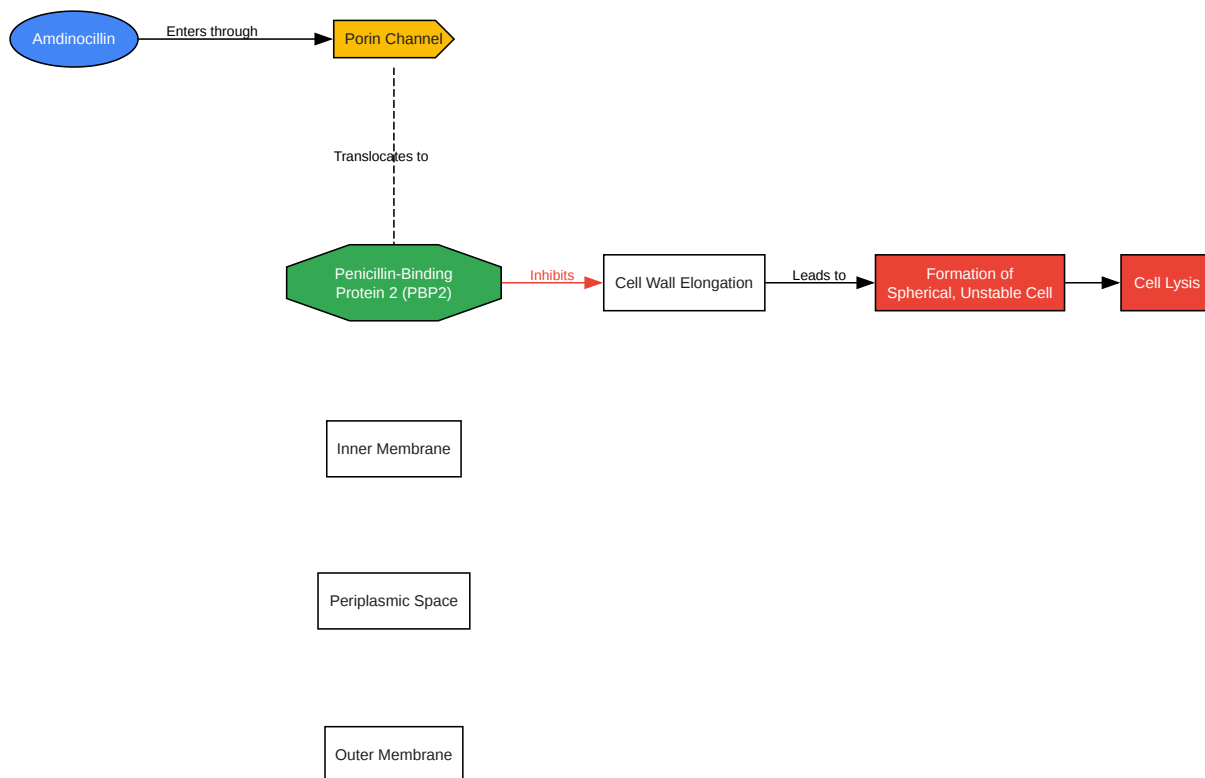 Amdinocillin
Enters through
Porin Channel
Translocates to
Penicillin-Binding
Protein 2 (PBP2)
Inhibits
Cell Wall Elongation
Leads to
Formation of
Spherical, Unstable Cell
Cell Lysis
Inner Membrane
Periplasmic Space
Outer Membrane